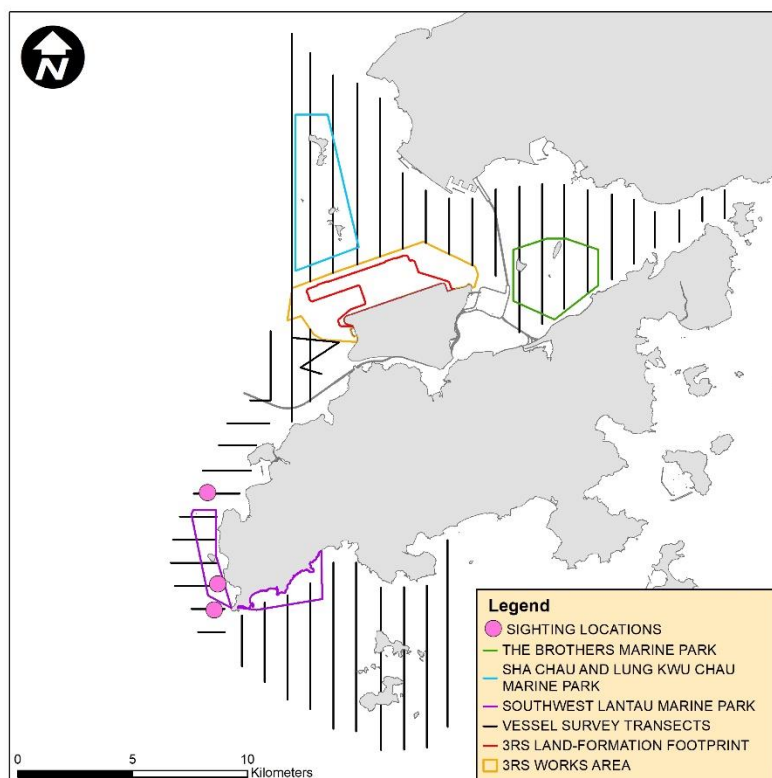 N
Legend
SIGHTING LOCATIONS
THE BROTHERS MARINE PARK
SHA CHAU AND LUNG KWU CHAU
MARINE PARK
SOUTHWEST LANTAU MARINE PARK
VESSEL SURVEY TRANSECTS
3RS LAND-FORMATION FOOTPRINT
3RS WORKS AREA
0 5 10
Kilometers